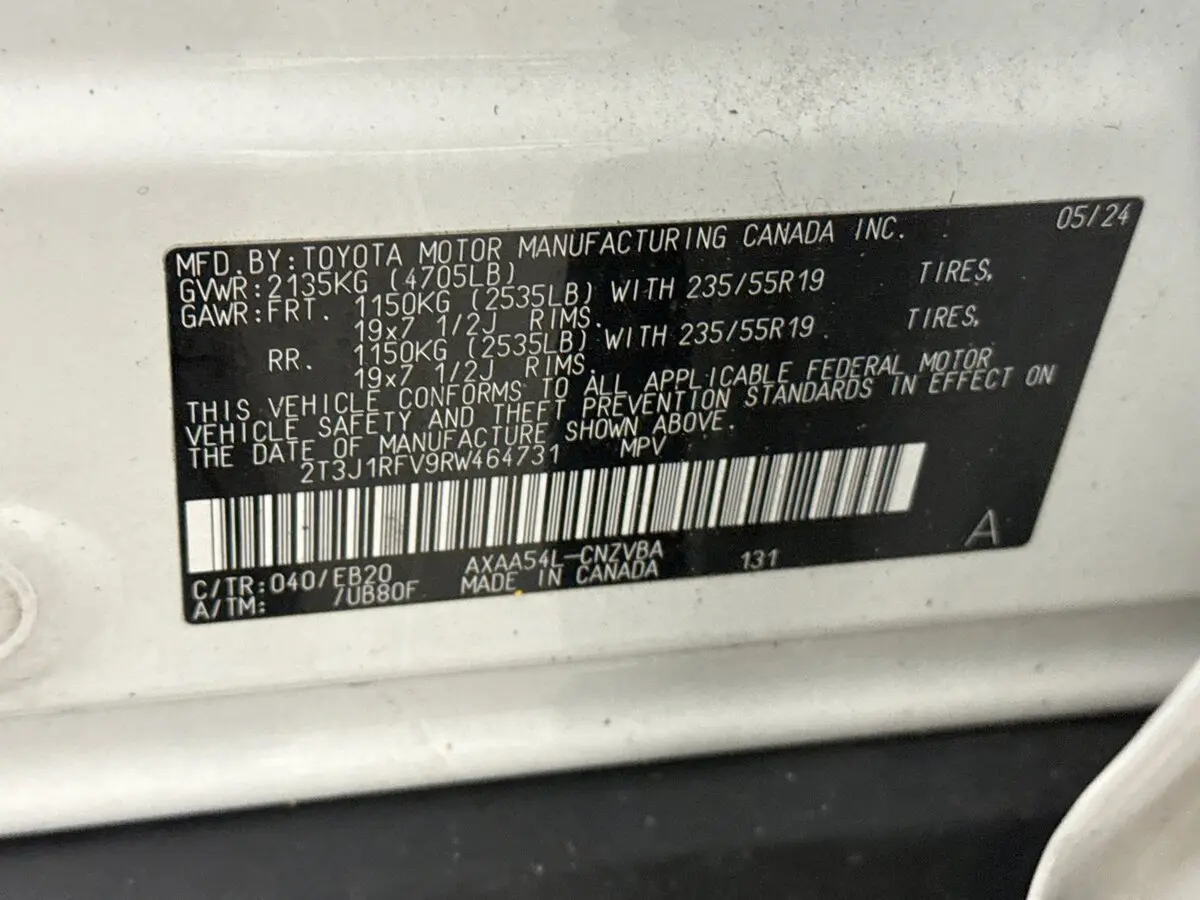 MFD.BY:TOYOTA MOTOR MANUFACTURING CANADA INC. 05/24
GVWR:2135KG (4705LB)
GAWR:FRT. 1150KG (2535LB) WITH 235/55R19 TIRES,
19x7 1/2J RIMS.
RR. 1150KG (2535LB) WITH 235/55R19 TIRES,
19x7 1/2J RIMS.
THIS VEHICLE CONFORMS TO ALL APPLICABLE FEDERAL MOTOR
VEHICLE SAFETY AND THEFT PREVENTION STANDARDS IN EFFECT ON
THE DATE OF MANUFACTURE SHOWN ABOVE.
2T3J1RFV9RW464731 MPV
C/TR:040/EB20 AXAA54L-CNZVBA 131 A
A/TM: 7UB80F MADE IN CANADA